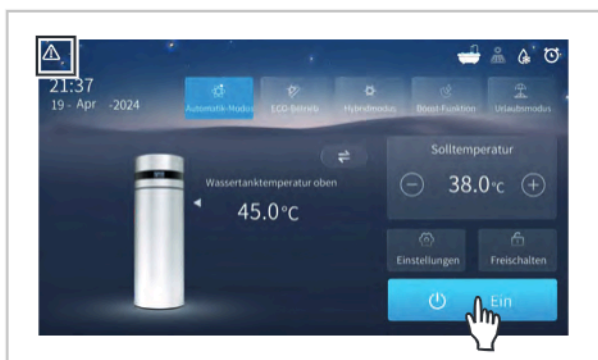 21:37
19 - Apr -2024
Automatik-Modus
ECO-Betrieb
Hybridmodus
Boost-Funktion
Urlaubsmodus
Solltemperatur
38.0°C
Wassertanktemperatur oben
45.0°C
Einstellungen
Freischalten
Ein